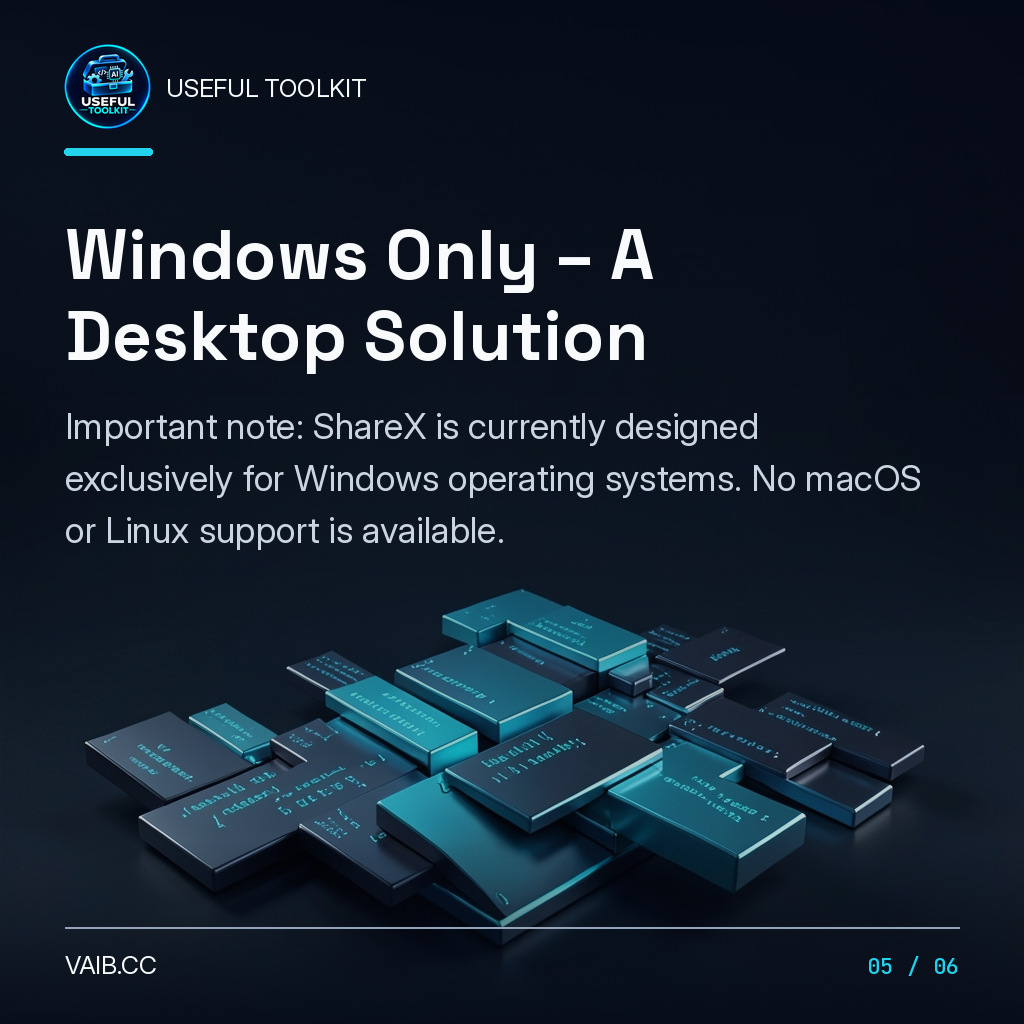 AI
USEFUL
TOOLKIT
USEFUL TOOLKIT
Windows Only – A
Desktop Solution
Important note: ShareX is currently designed
exclusively for Windows operating systems. No macOS
or Linux support is available.
VAIB.CC
05 / 06